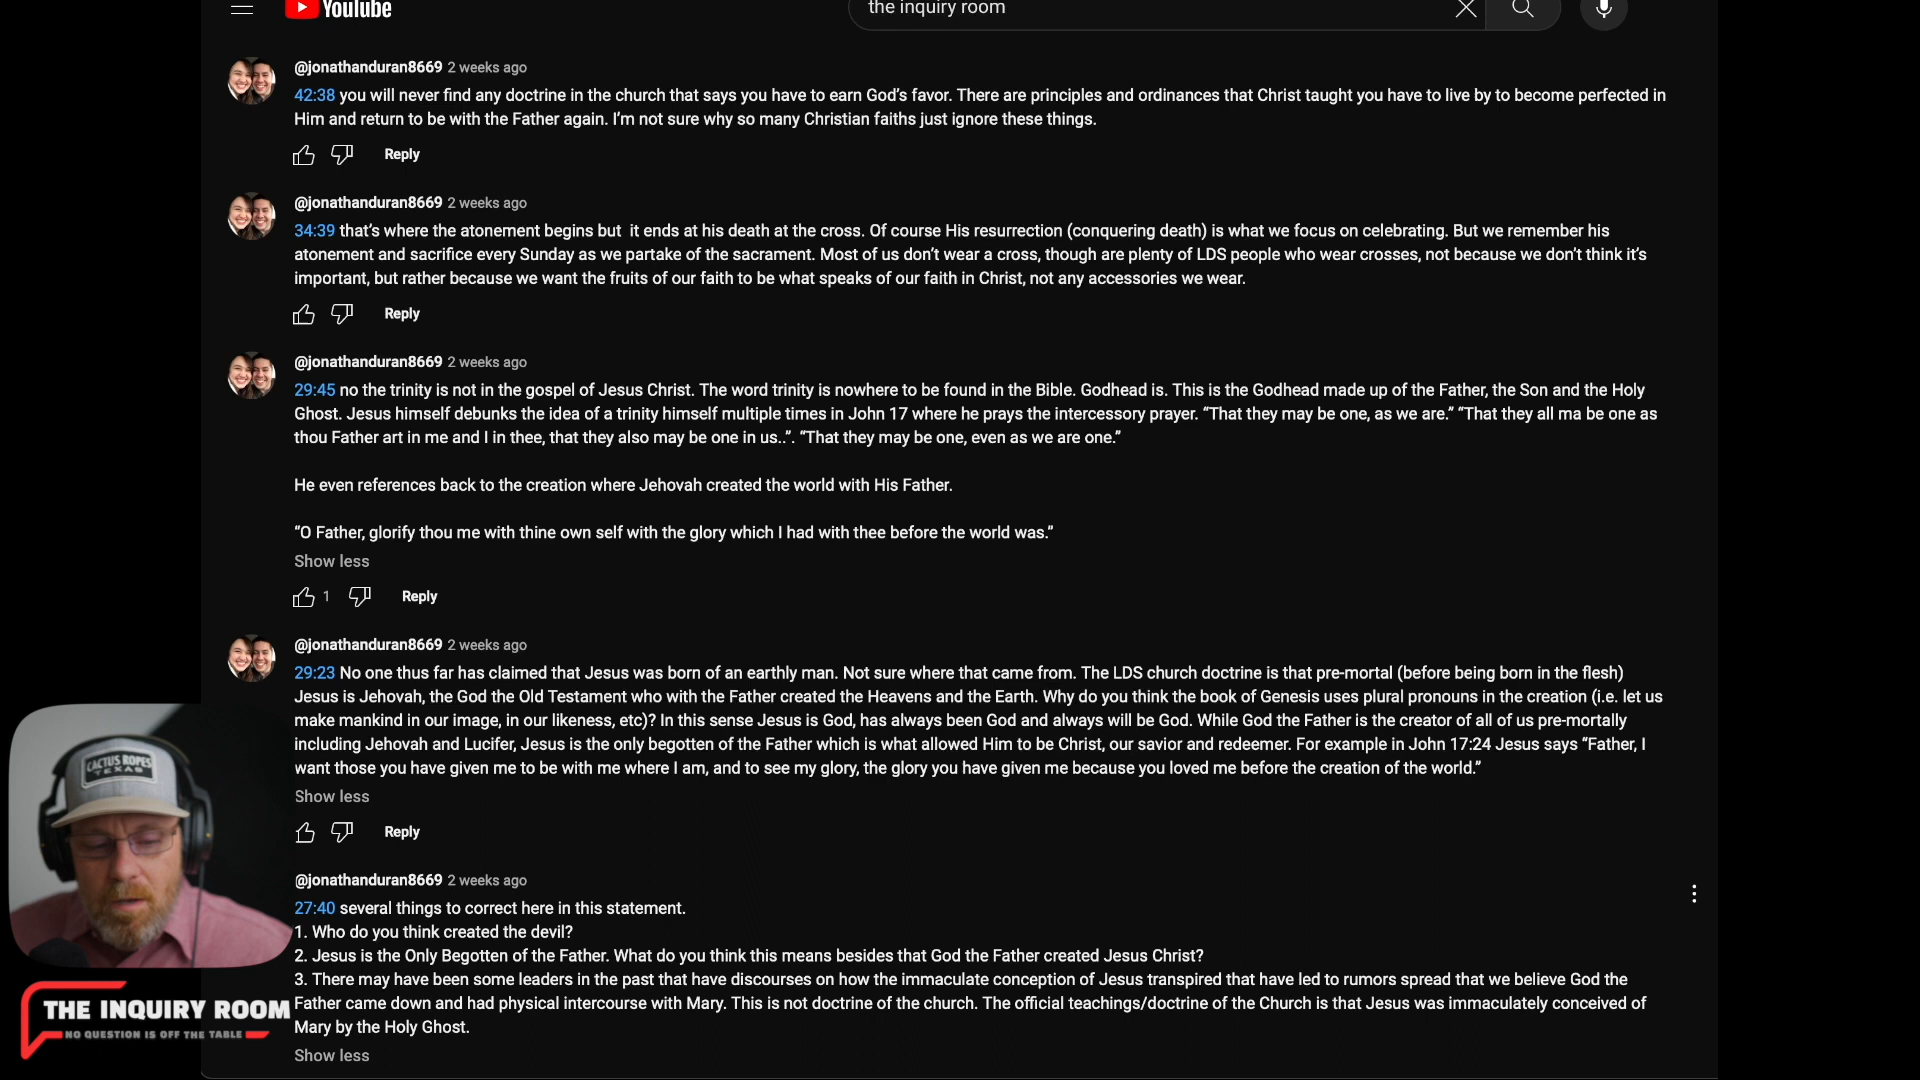 YouTube
the inquiry room
@jonathanduran8669 2 weeks ago
42:38 you will never find any doctrine in the church that says you have to earn God's favor. There are principles and ordinances that Christ taught you have to live by to become perfected in
Him and return to be with the Father again. I'm not sure why so many Christian faiths just ignore these things.
Reply
@jonathanduran8669 2 weeks ago
34:39 that's where the atonement begins but  it ends at his death at the cross. Of course His resurrection (conquering death) is what we focus on celebrating. But we remember his
atonement and sacrifice every Sunday as we partake of the sacrament. Most of us don't wear a cross, though are plenty of LDS people who wear crosses, not because we don't think it's
important, but rather because we want the fruits of our faith to be what speaks of our faith in Christ, not any accessories we wear.
Reply
@jonathanduran8669 2 weeks ago
29:45 no the trinity is not in the gospel of Jesus Christ. The word trinity is nowhere to be found in the Bible. Godhead is. This is the Godhead made up of the Father, the Son and the Holy
Ghost. Jesus himself debunks the idea of a trinity himself multiple times in John 17 where he prays the intercessory prayer. "That they may be one, as we are." "That they all ma be one as
thou Father art in me and I in thee, that they also may be one in us..". "That they may be one, even as we are one."
He even references back to the creation where Jehovah created the world with His Father.
"O Father, glorify thou me with thine own self with the glory which I had with thee before the world was."
Show less
1 Reply
@jonathanduran8669 2 weeks ago
29:23 No one thus far has claimed that Jesus was born of an earthly man. Not sure where that came from. The LDS church doctrine is that pre-mortal (before being born in the flesh)
Jesus is Jehovah, the God the Old Testament who with the Father created the Heavens and the Earth. Why do you think the book of Genesis uses plural pronouns in the creation (i.e. let us
make mankind in our image, in our likeness, etc)? In this sense Jesus is God, has always been God and always will be God. While God the Father is the creator of all of us pre-mortally
including Jehovah and Lucifer, Jesus is the only begotten of the Father which is what allowed Him to be Christ, our savior and redeemer. For example in John 17:24 Jesus says "Father, I
want those you have given me to be with me where I am, and to see my glory, the glory you have given me because you loved me before the creation of the world."
Show less
Reply
@jonathanduran8669 2 weeks ago
27:40 several things to correct here in this statement.
1. Who do you think created the devil?
2. Jesus is the Only Begotten of the Father. What do you think this means besides that God the Father created Jesus Christ?
3. There may have been some leaders in the past that have discourses on how the immaculate conception of Jesus transpired that have led to rumors spread that we believe God the
Father came down and had physical intercourse with Mary. This is not doctrine of the church. The official teachings/doctrine of the Church is that Jesus was immaculately conceived of
Mary by the Holy Ghost.
Show less
CACTUS ROPES
TEXAS
THE INQUIRY ROOM
NO QUESTION IS OFF THE TABLE